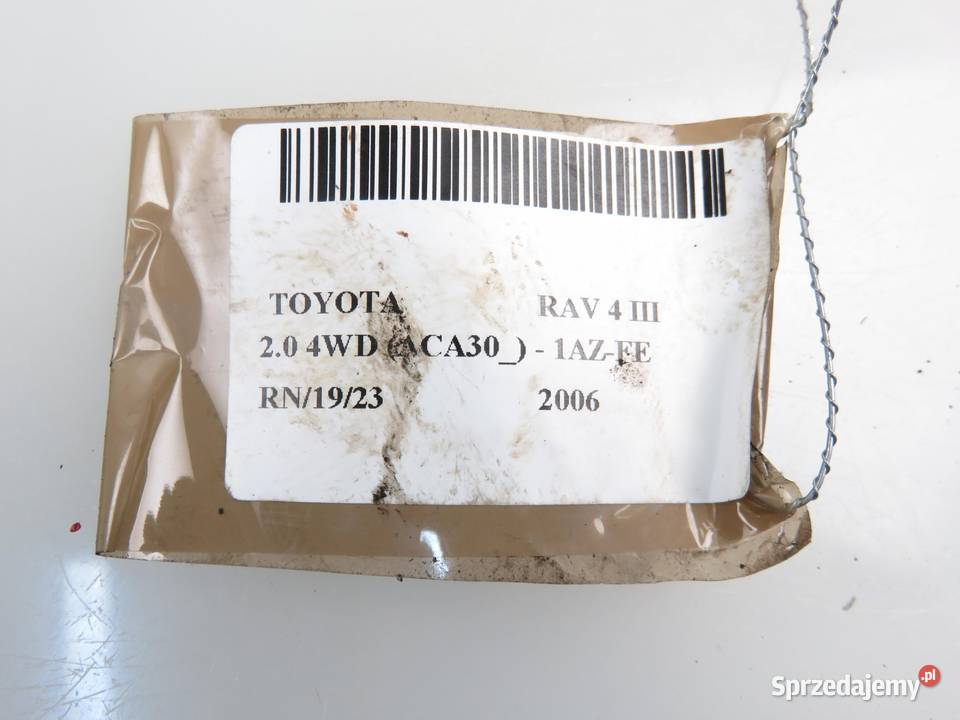 TOYOTA RAV 4 III
2.0 4WD (ACA30_) - 1AZ-FE
RN/19/23 2006
Sprzedajemy.pl